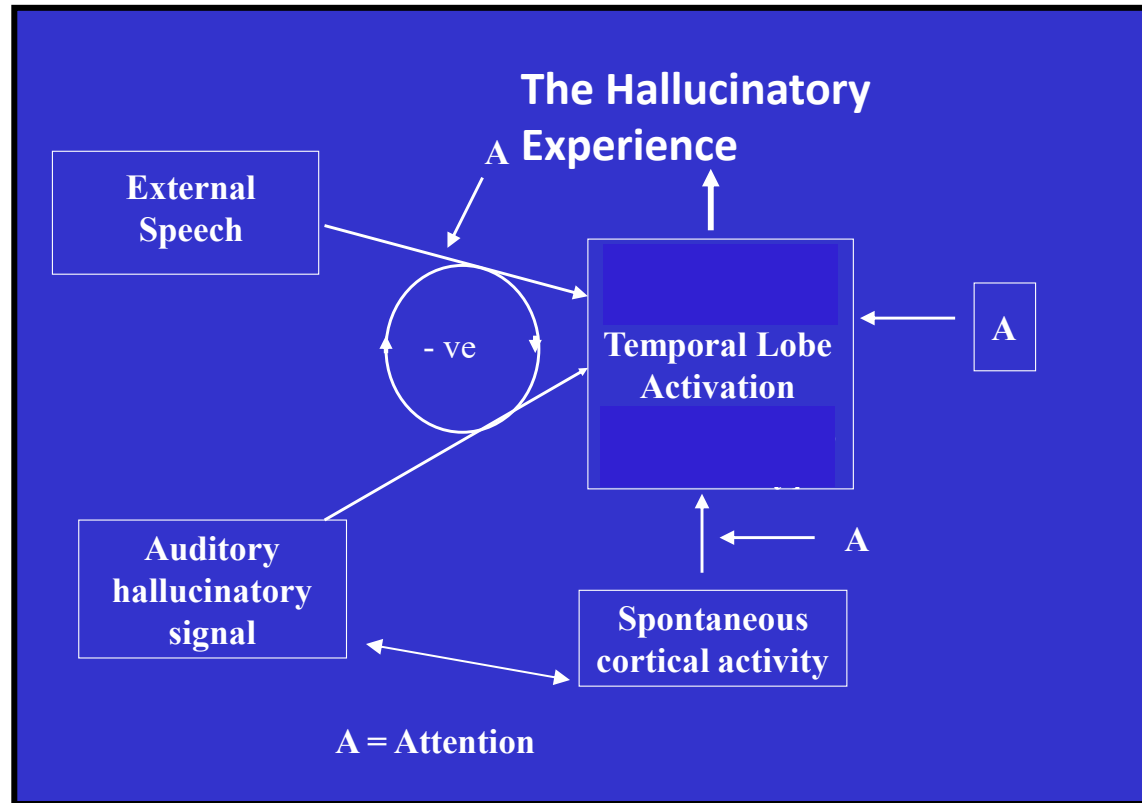 The Hallucinatory
Experience
A
External
Speech
- ve
Temporal Lobe
Activation
A
A
Auditory
hallucinatory
signal
Spontaneous
cortical activity
A = Attention